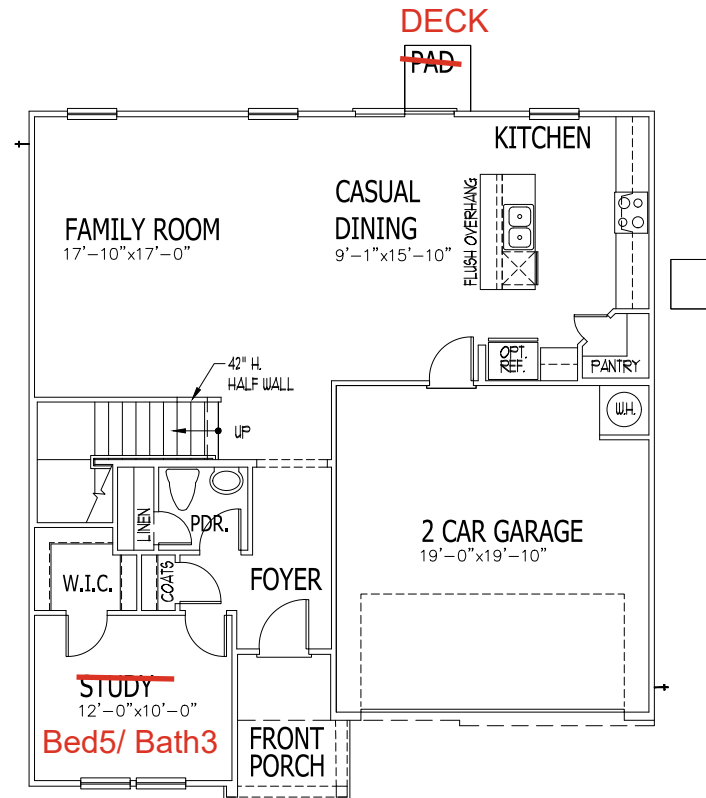 DECK
PAD
KITCHEN
CASUAL
DINING
9'-1"x15'-10"
FLUSH OVERHANG
FAMILY ROOM
17'-10"x17'-0"
OPT.
REF.
PANTRY
42" H.
HALF WALL
UP
W.H.
LINEN
PDR.
2 CAR GARAGE
19'-0"x19'-10"
W.I.C.
COATS
FOYER
STUDY
12'-0"x10'-0"
Bed5/ Bath3
FRONT
PORCH